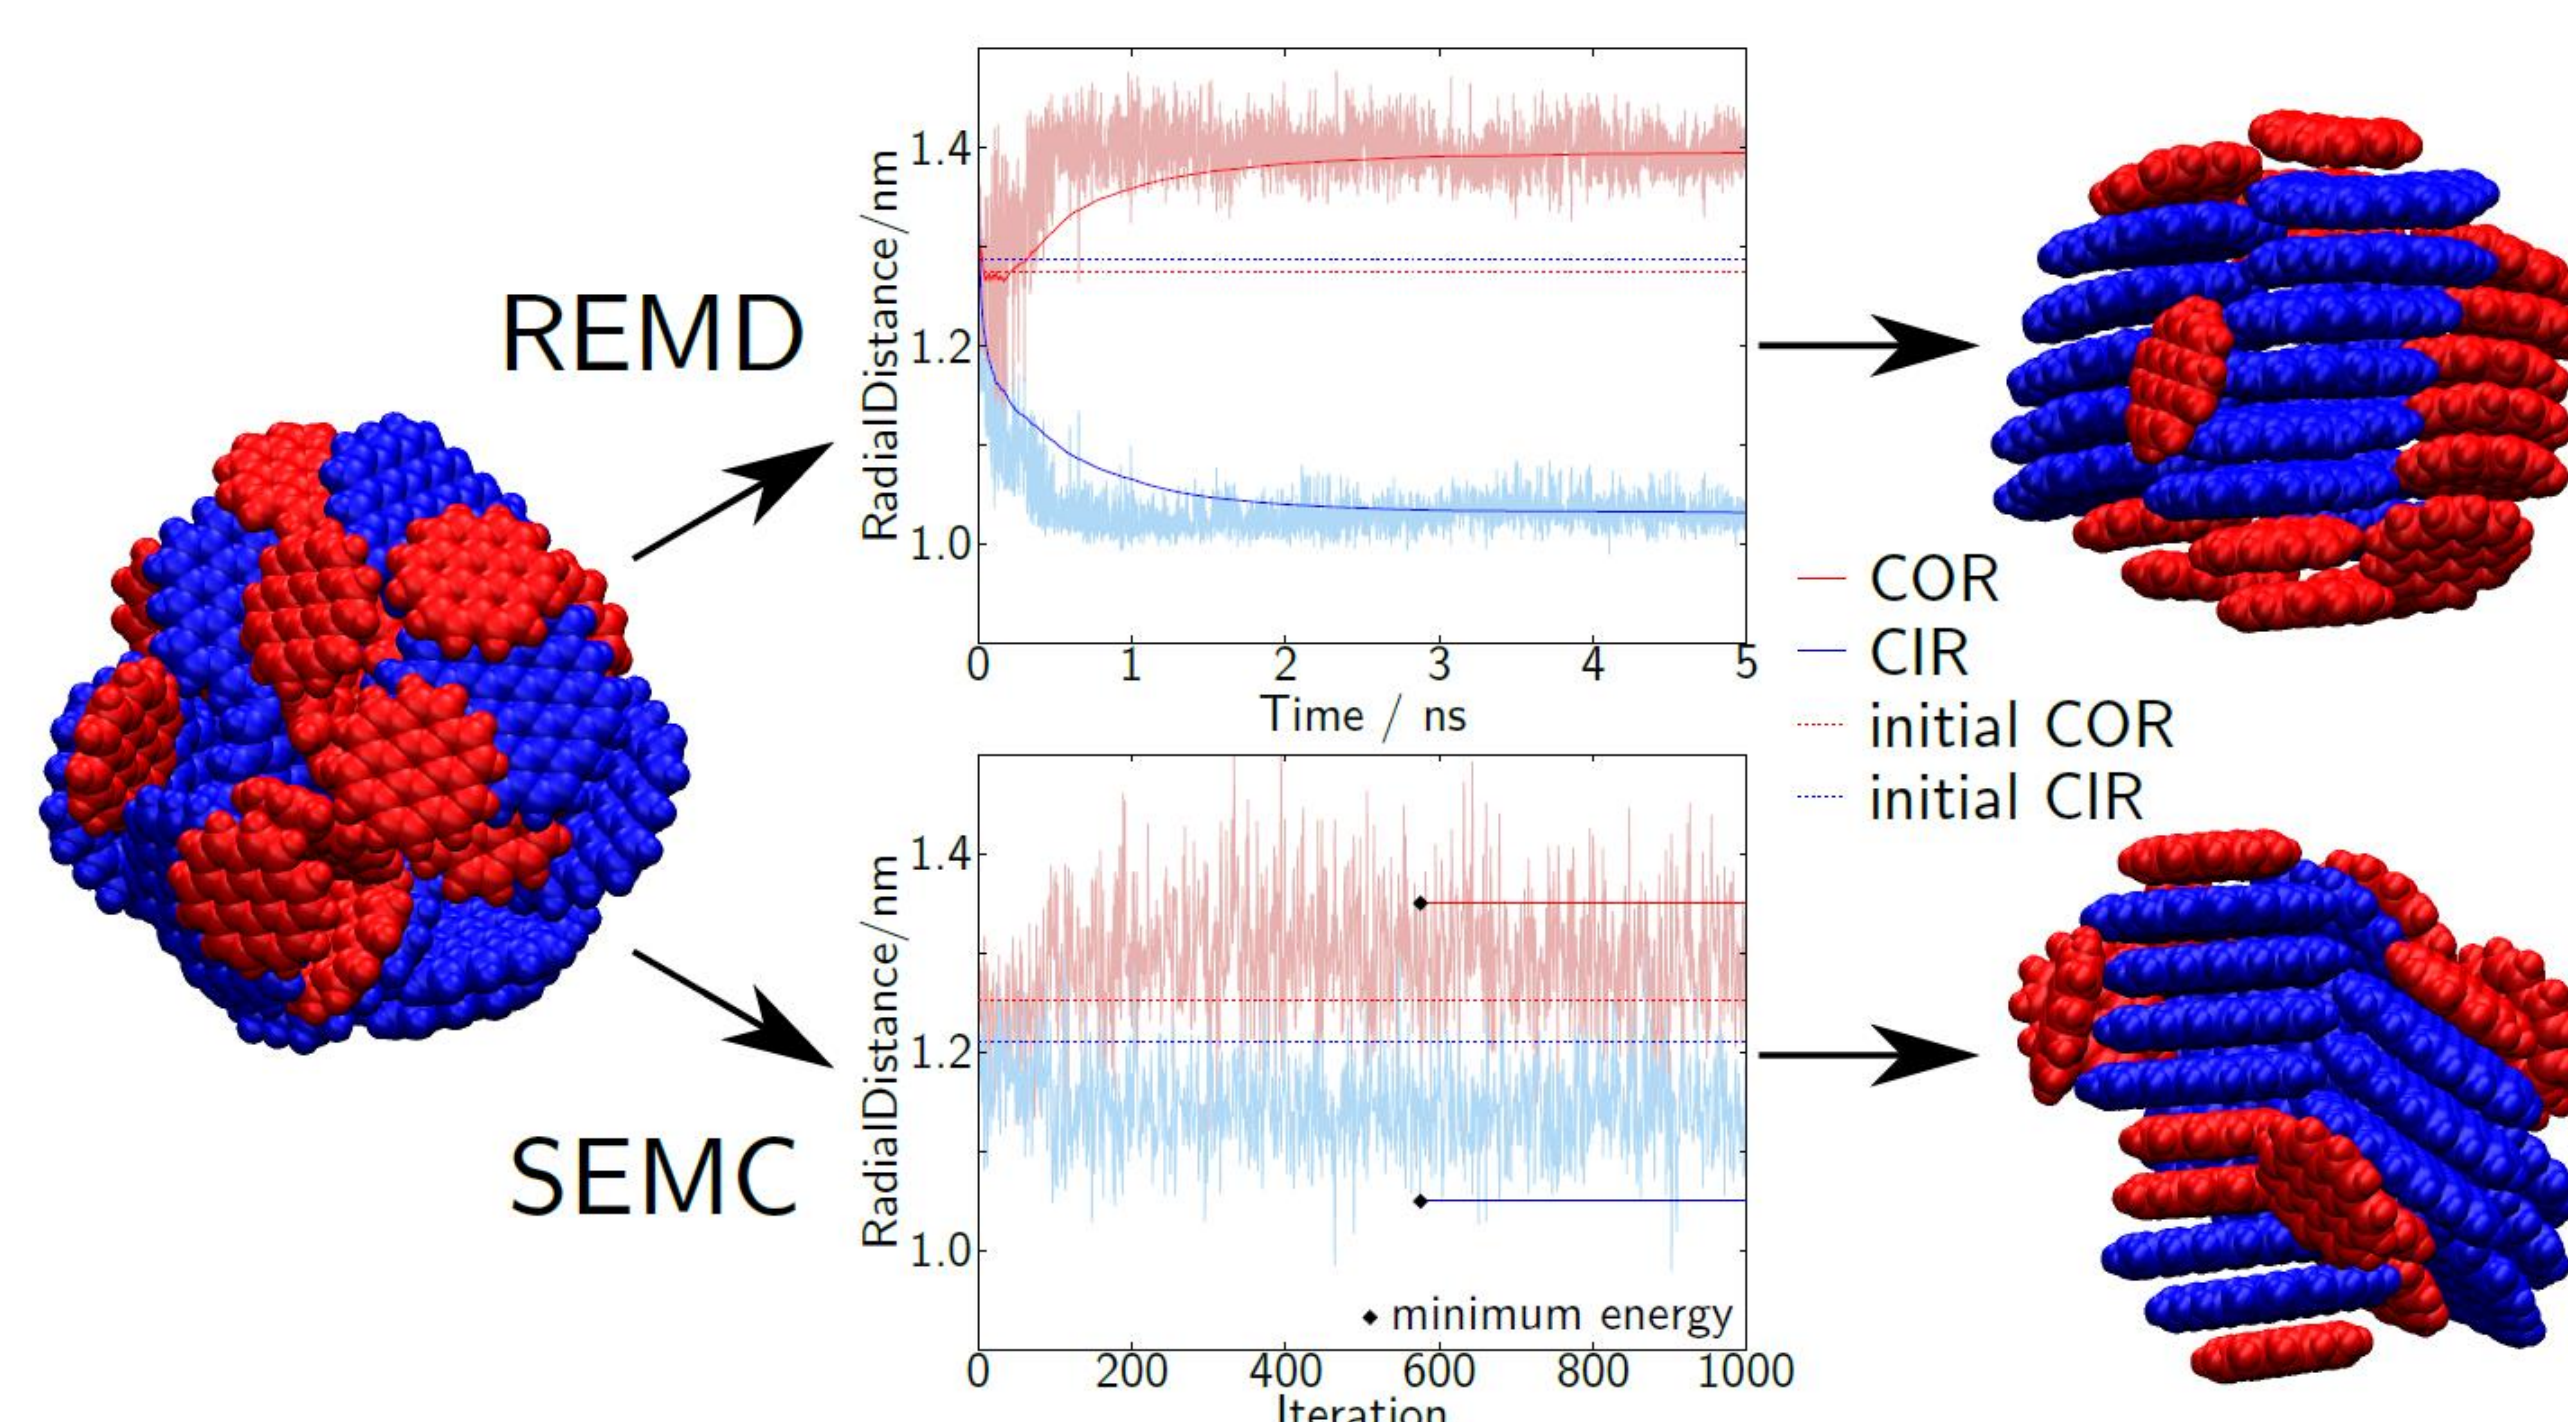 REMD
SEMC
RadialDistance/nm
1.4
1.2
1.0
0 1 2 3 4 5
Time / ns
COR
CIR
initial COR
initial CIR
RadialDistance/nm
1.4
1.2
1.0
◆ minimum energy
0 200 400 600 800 1000
Iteration